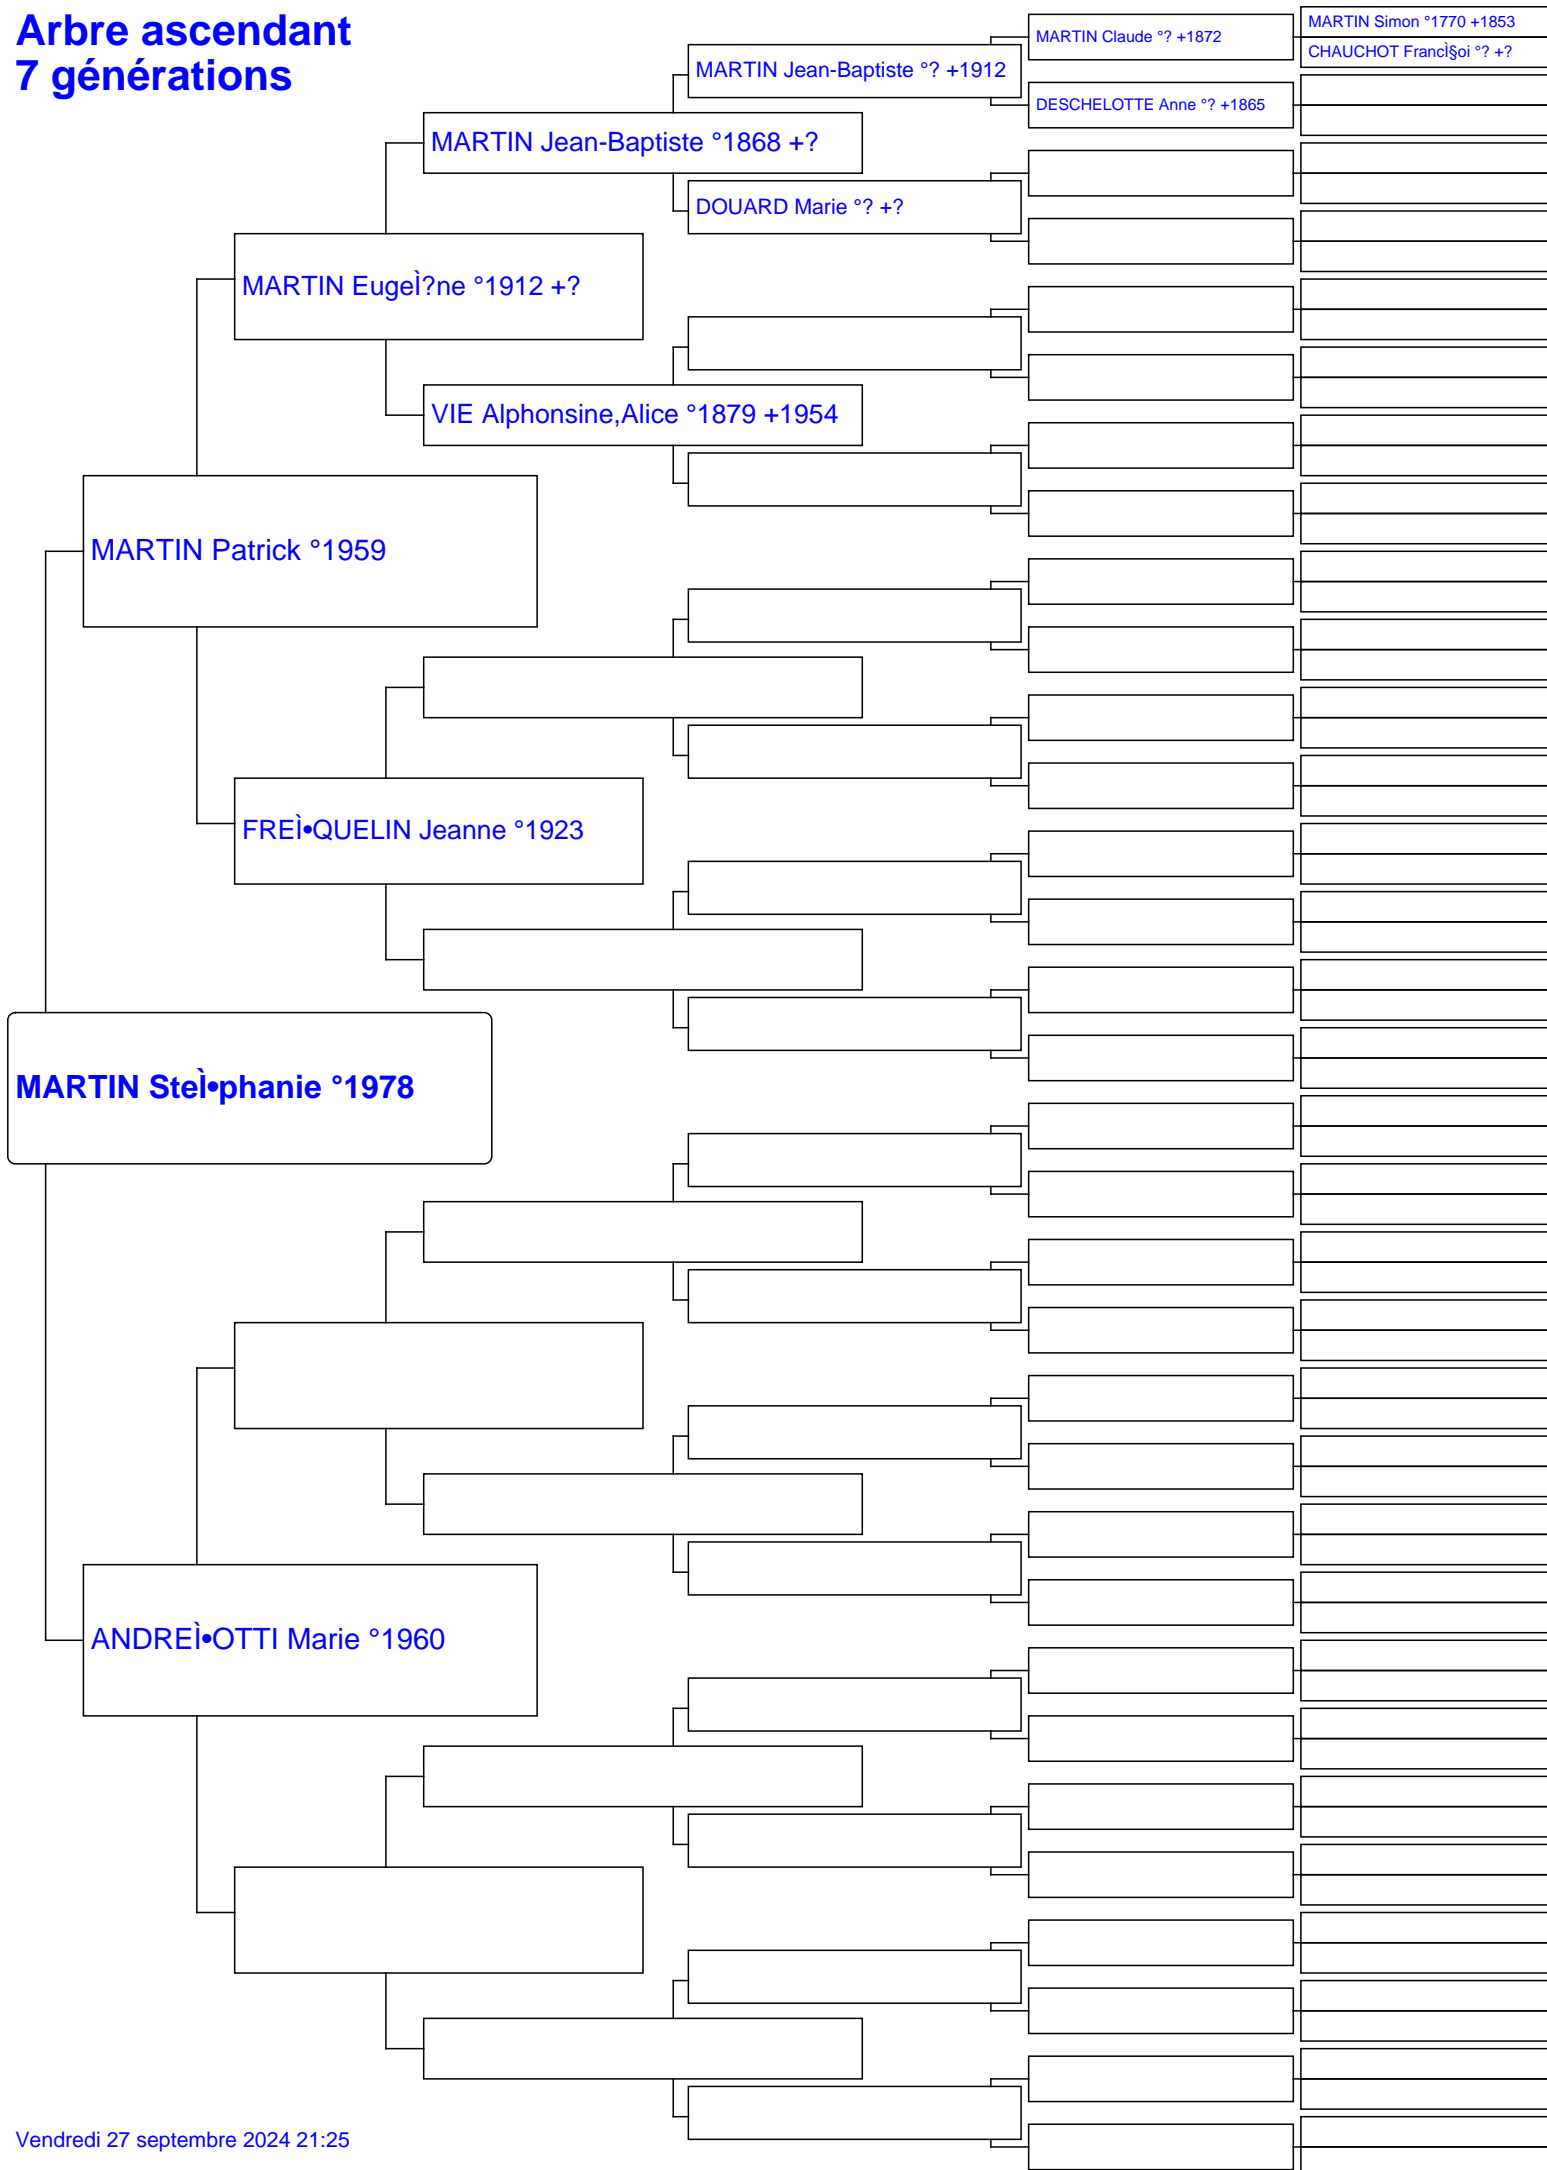 Arbre ascendant
7 générations
MARTIN Simon °1770 +1853
MARTIN Claude °? +1872
CHAUCHOT FrancÌ§oi °? +?
MARTIN Jean-Baptiste °? +1912
DESCHELOTTE Anne °? +1865
MARTIN Jean-Baptiste °1868 +?
DOUARD Marie °? +?
MARTIN EugeÌ?ne °1912 +?
VIE Alphonsine,Alice °1879 +1954
MARTIN Patrick °1959
FREÌ•QUELIN Jeanne °1923
MARTIN SteÌ•phanie °1978
ANDREÌ•OTTI Marie °1960
Vendredi 27 septembre 2024 21:25